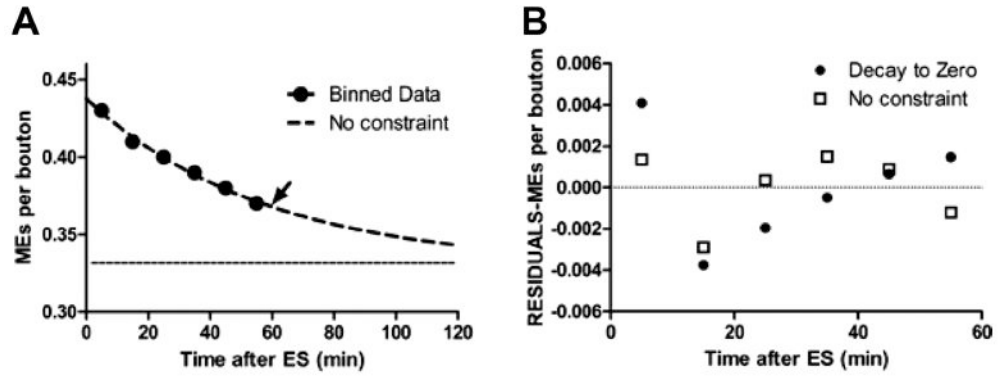 A
MEs per bouton
0.45
0.40
0.35
0.30
Binned Data
No constraint
0 20 40 60 80 100 120
Time after ES (min)
B
RESIDUALS-MEs per bouton
0.006
0.004
0.002
0.000
-0.002
-0.004
-0.006
Decay to Zero
No constraint
0 20 40 60
Time after ES (min)